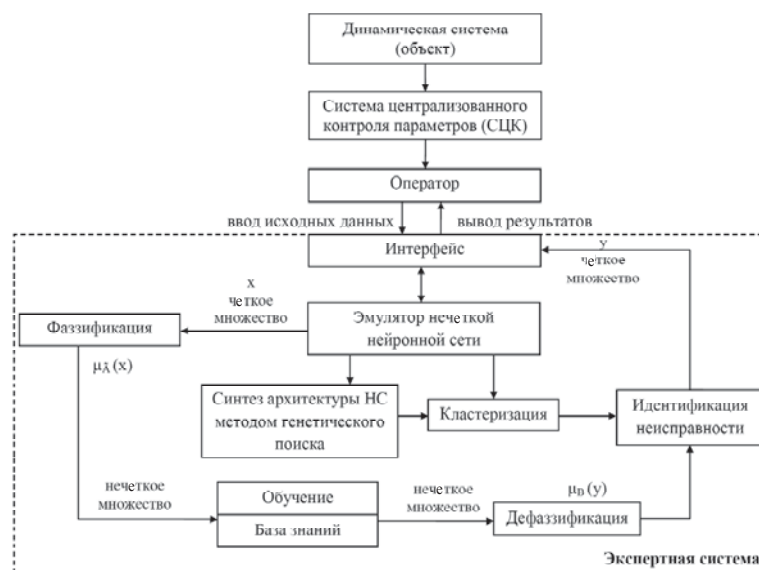 Динамическая система
(объект)
Система централизованного
контроля параметров (СЦК)
Оператор
ввод исходных данных
вывод результатов
Интерфейс
y
четкое
множество
x
четкое
множество
Фаззификация
Эмулятор нечеткой
нейронной сети
μÃ(x)
Синтез архитектуры НС
методом генетического
поиска
Кластеризация
Идентификация
неисправности
нечеткое
множество
Обучение
База знаний
нечеткое
множество
μB(y)
Дефаззификация
Экспертная система